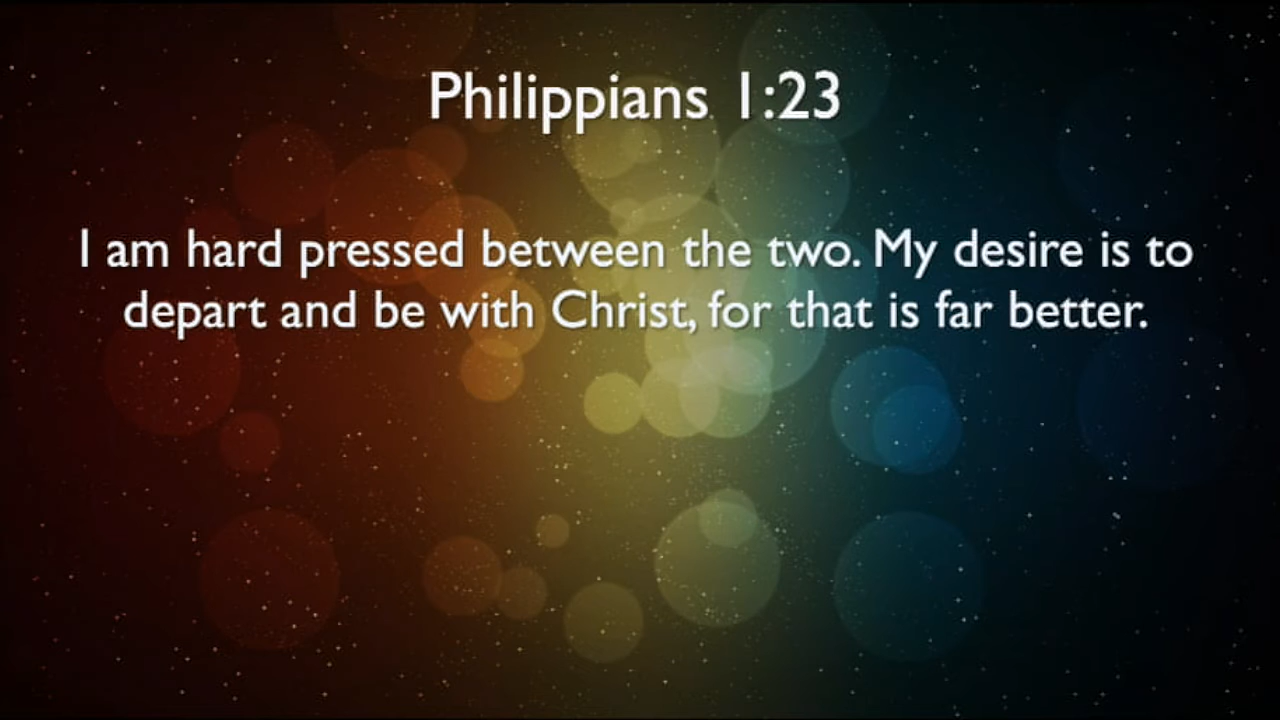 Philippians 1:23
I am hard pressed between the two. My desire is to
depart and be with Christ, for that is far better.